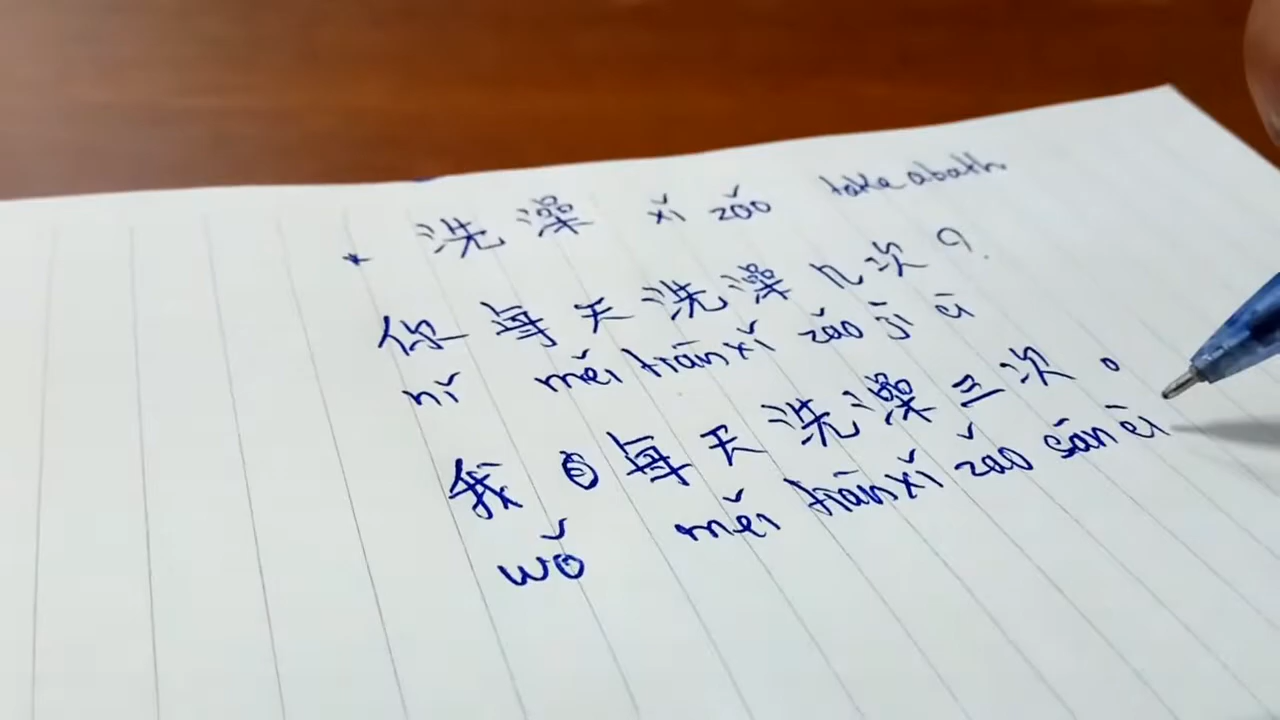 * 洗澡 xǐ zǎo take a bath
你每天洗澡几次?
nǐ měi tiān xǐ zǎo jī cì
我每天洗澡三次。
wǒ měi tiān xǐ zǎo sān cì